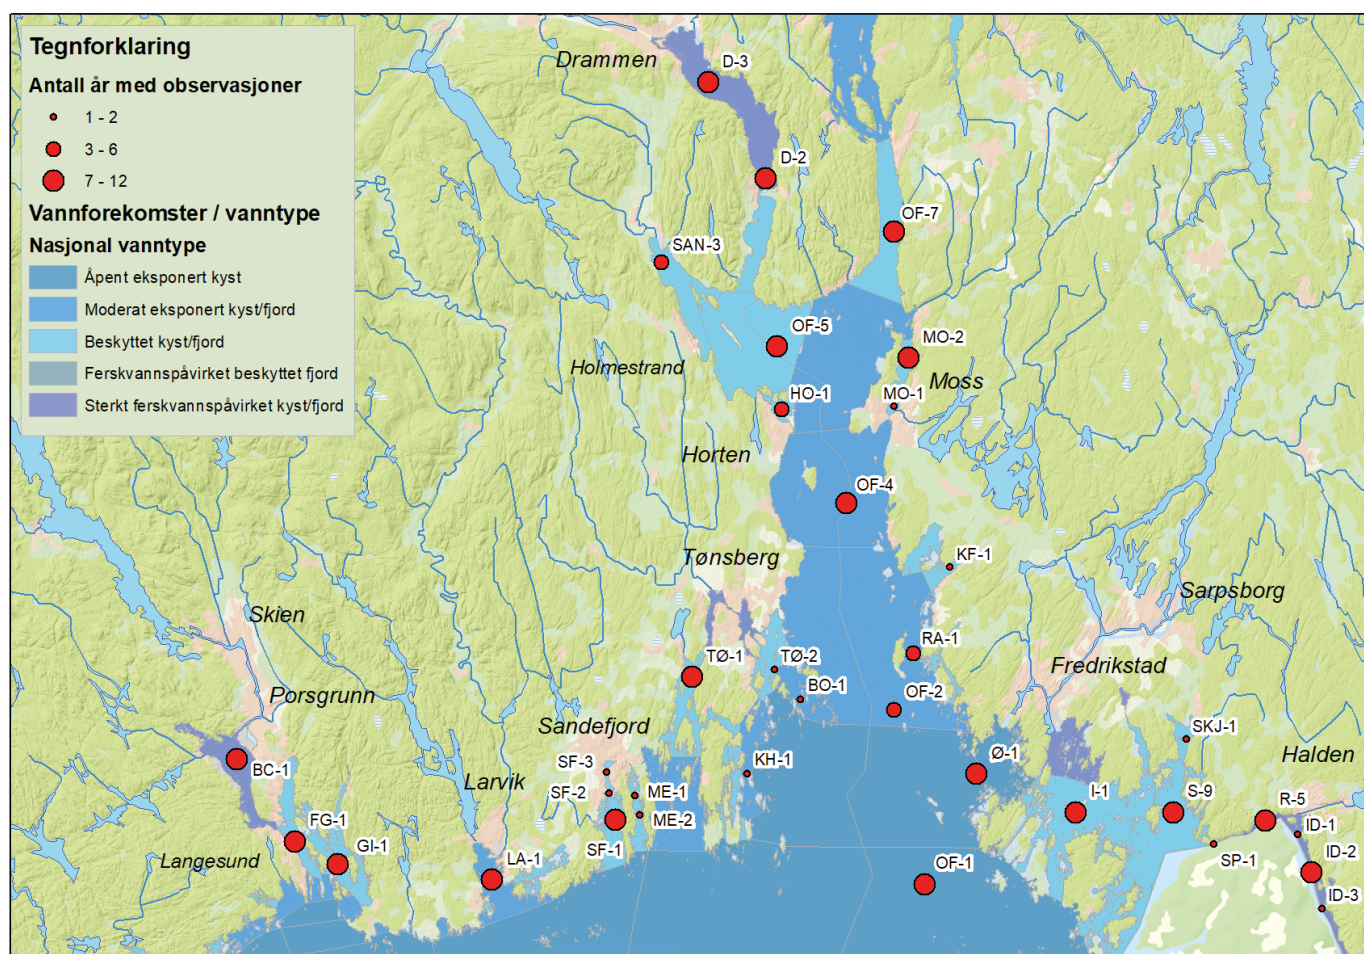 Tegnforklaring
Antall år med observasjoner
1 - 2
3 - 6
7 - 12
Vannforekomster / vanntype
Nasjonal vanntype
Åpent eksponert kyst
Moderat eksponert kyst/fjord
Beskyttet kyst/fjord
Ferskvannspåvirket beskyttet fjord
Sterkt ferskvannspåvirket kyst/fjord
Drammen
D-3
D-2
OF-7
SAN-3
OF-5
MO-2
Holmestrand
Moss
HO-1
MO-1
Horten
OF-4
Tønsberg
KF-1
Sarpsborg
Skien
RA-1
TØ-1
TØ-2
Fredrikstad
Porsgrunn
BO-1
OF-2
Sandefjord
SKJ-1
Halden
BC-1
SF-3
KH-1
Ø-1
Larvik
SF-2
ME-1
I-1
S-9
R-5
FG-1
ME-2
ID-1
Langesund
GI-1
LA-1
SF-1
SP-1
ID-2
OF-1
ID-3